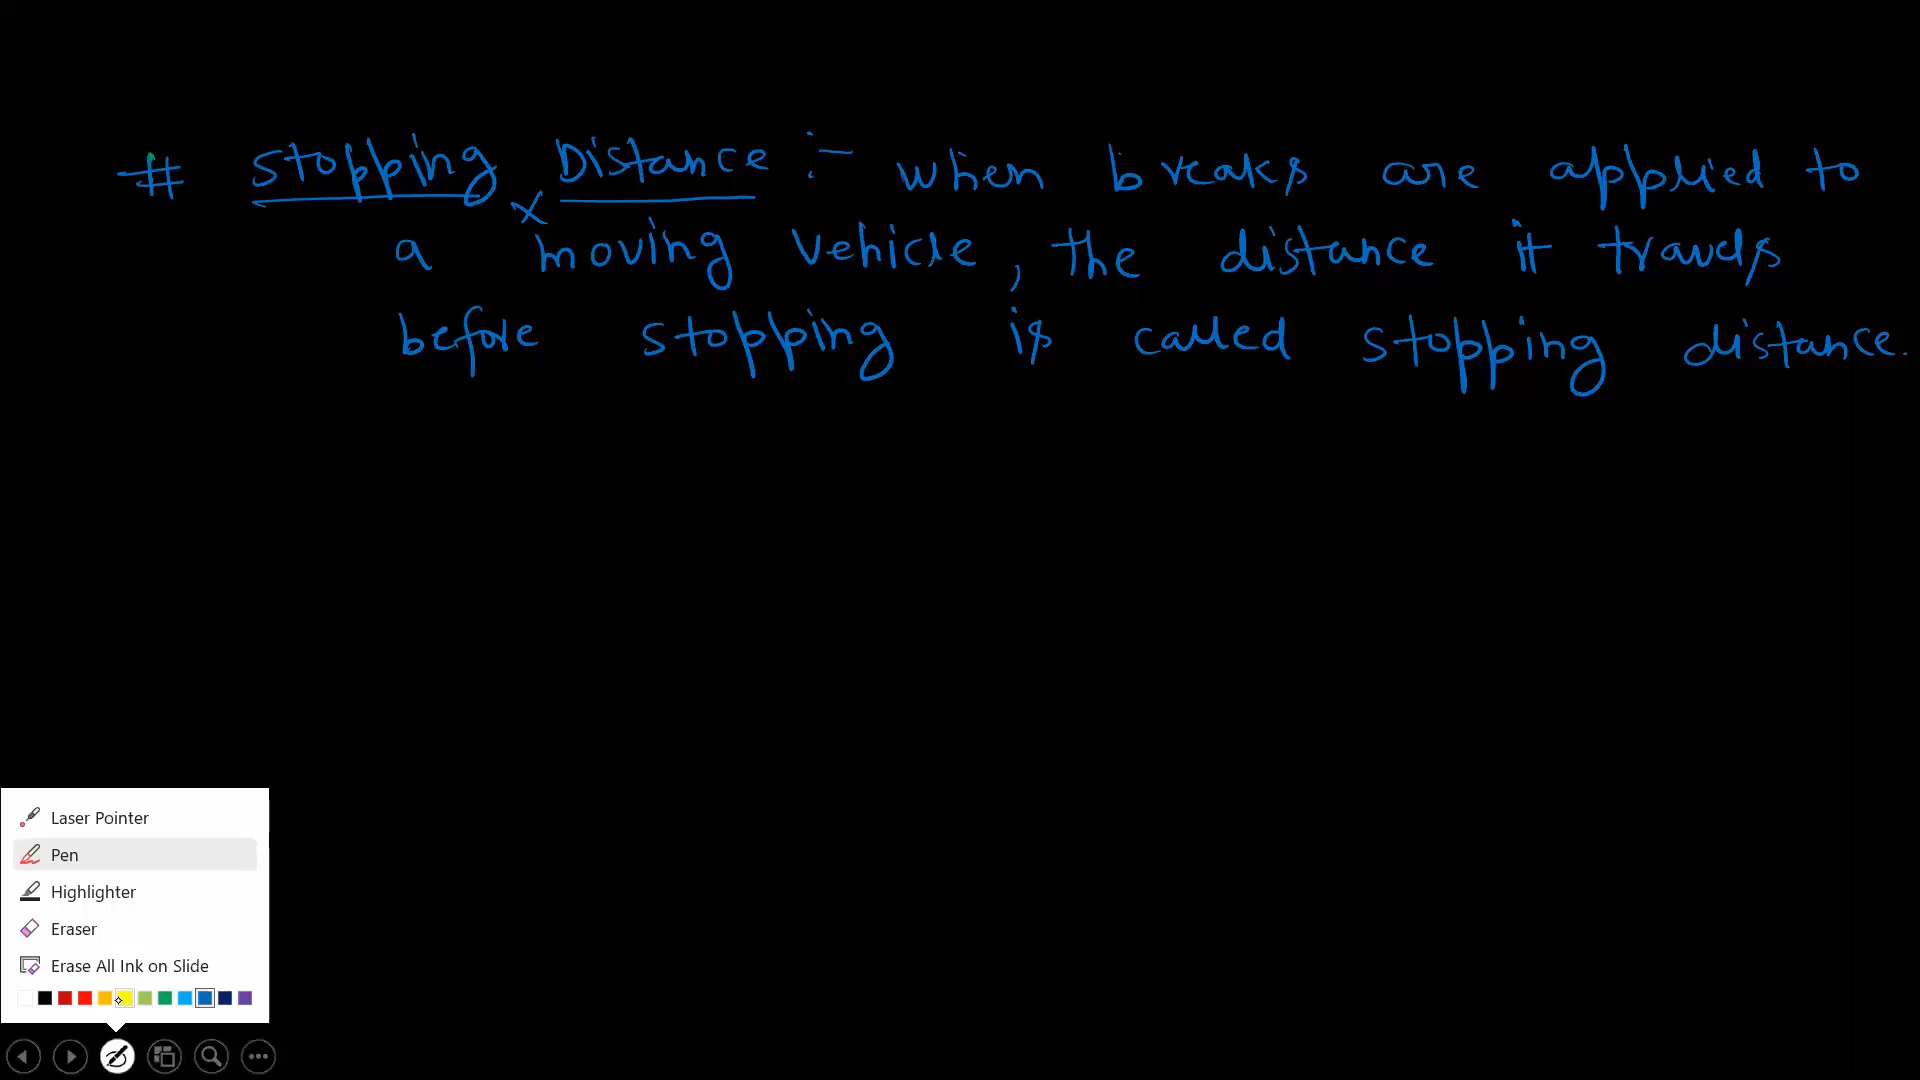 # Stopping Distance :- when breaks are applied to
x
a moving vehicle, the distance it travels
before stopping is called stopping distance.
Laser Pointer
Pen
Highlighter
Eraser
Erase All Ink on Slide